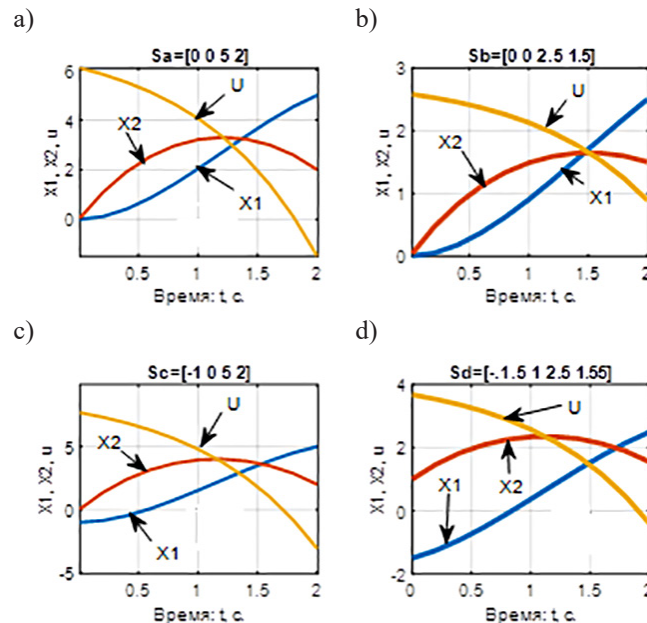 a)
Sa=[0 0 5 2]
6
4
2
0
X1, X2, u
U
X2
X1
0.5 1 1.5 2
Время: t, с.
b)
Sb=[0 0 2.5 1.5]
3
2
1
0
X1, X2, u
U
X2
X1
0 0.5 1 1.5 2
Время: t, с.
c)
Sc=[-1 0 5 2]
5
0
-5
X1, X2, u
U
X2
X1
0.5 1 1.5 2
Время: t, с.
d)
Sd=[-.1.5 1 2.5 1.55]
4
2
0
-2
X1, X2, u
U
X1
X2
0 0.5 1 1.5 2
Время: t, с.